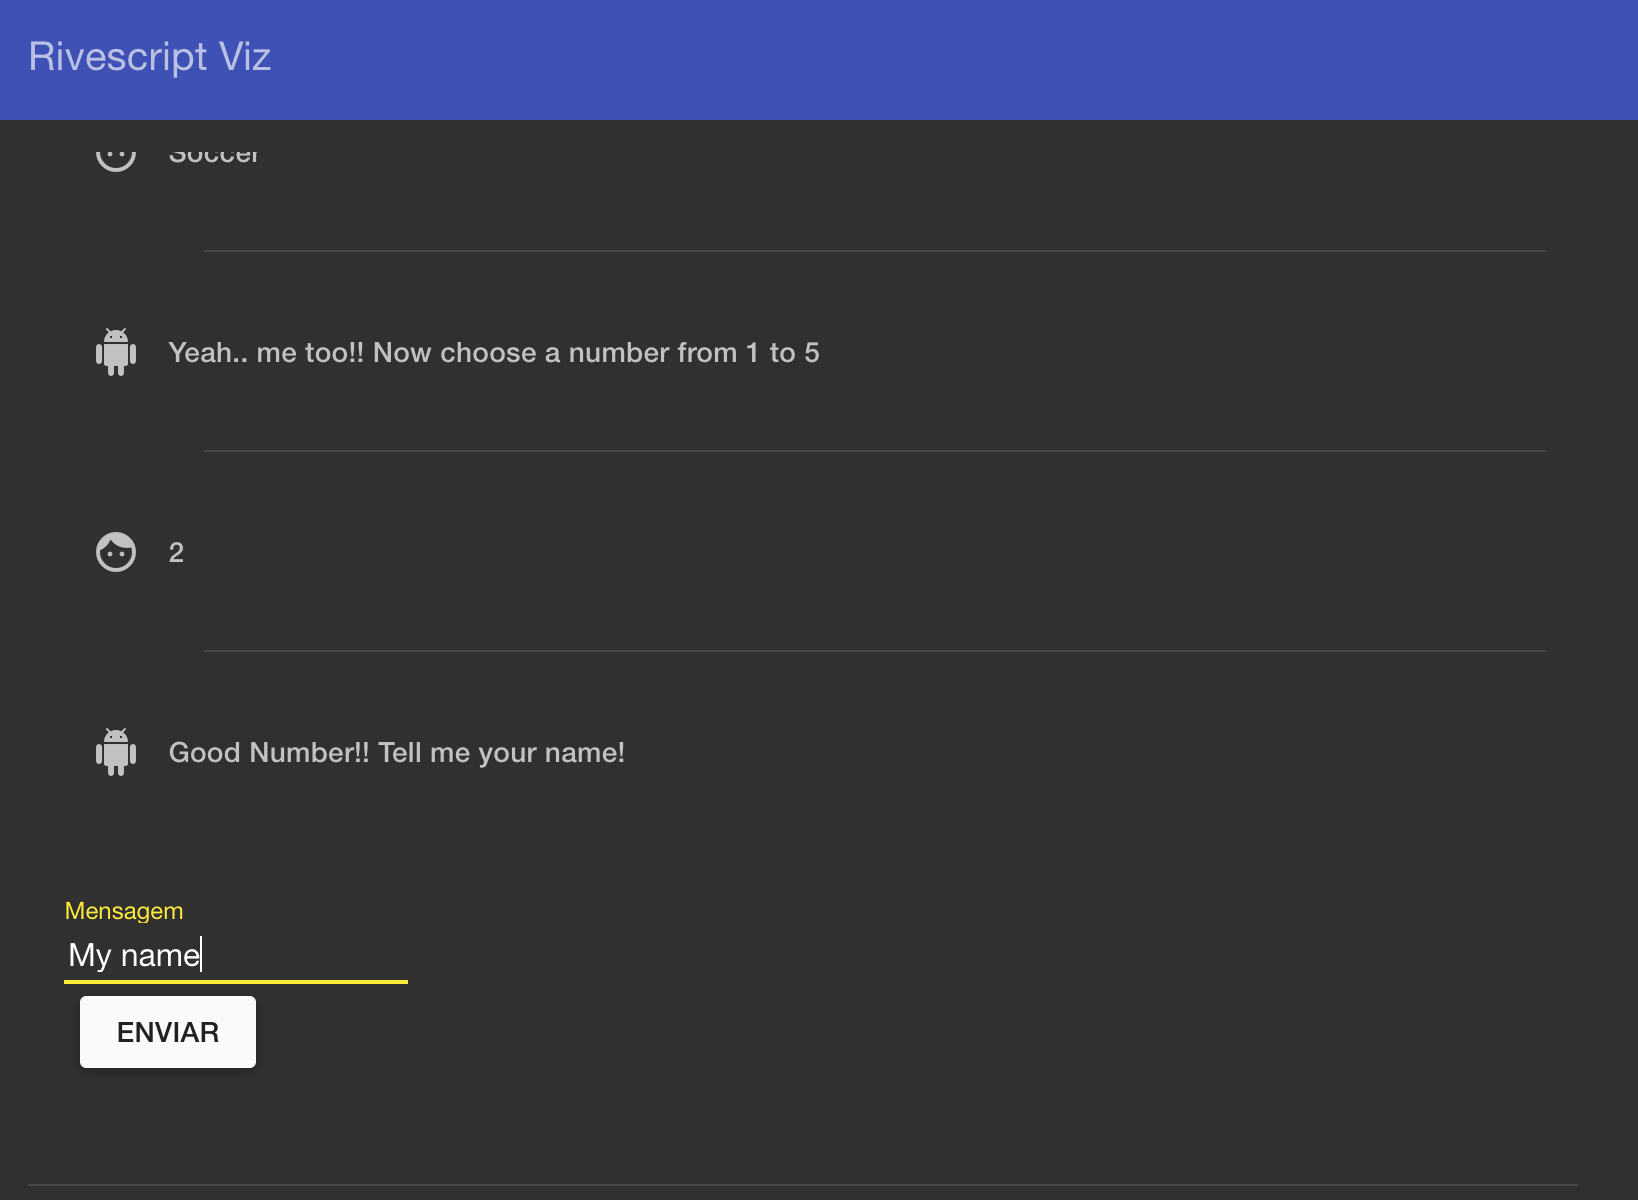 Rivescript Viz
Soccer
Yeah.. me too!! Now choose a number from 1 to 5
2
Good Number!! Tell me your name!
Mensagem
My name
ENVIAR